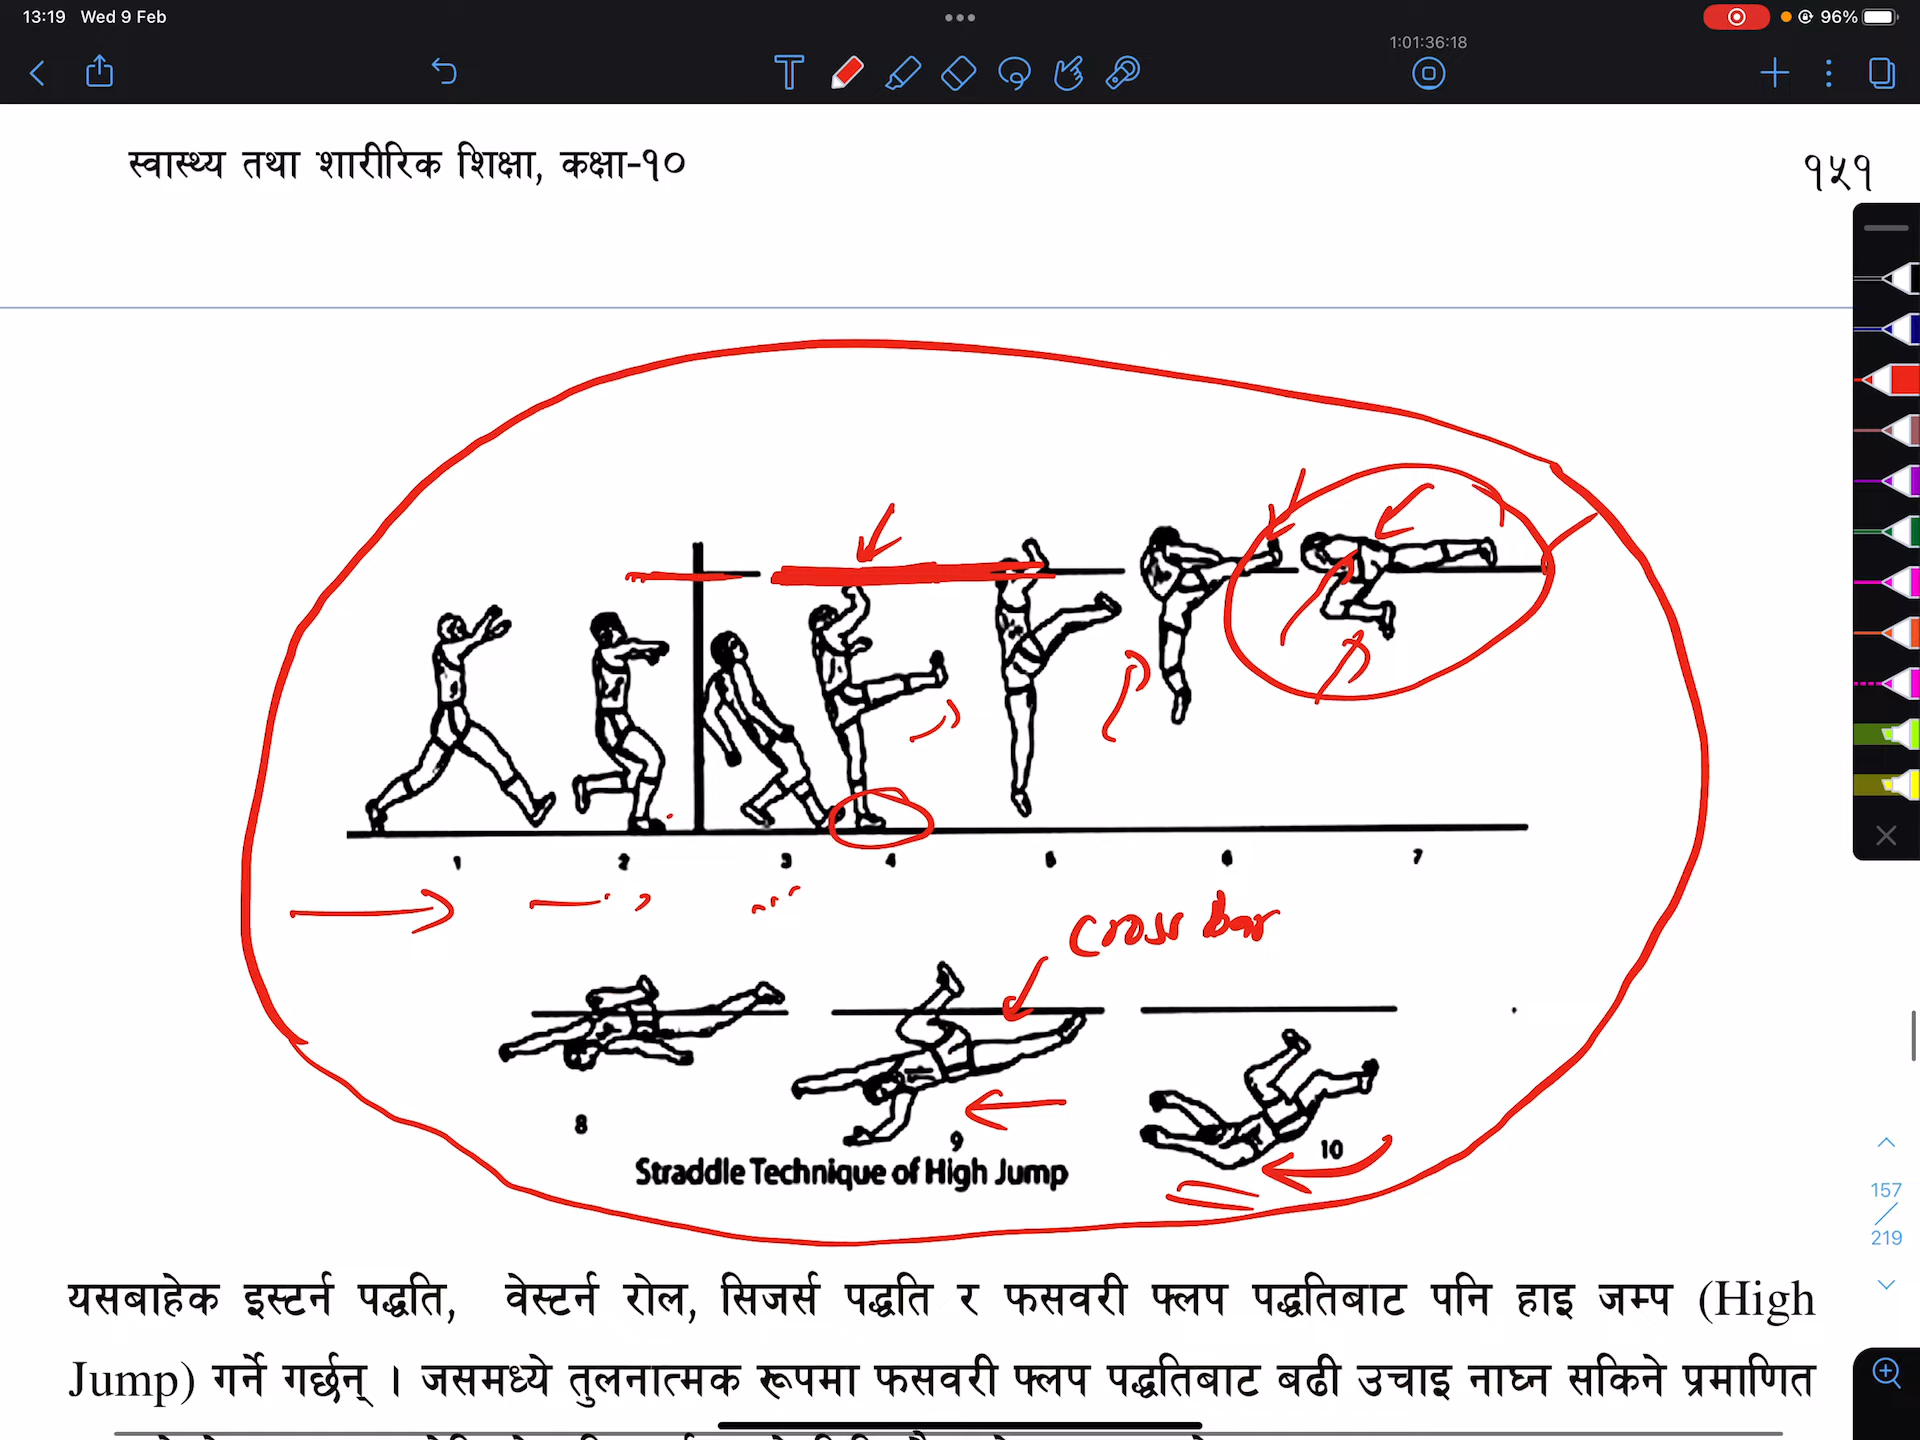 13:19 Wed 9 Feb
96%
1:01:36:18
स्वास्थ्य तथा शारीरिक शिक्षा, कक्षा-१०
१५१
1 2 3 4 5 6 7
Cross bar
8 9 10
Straddle Technique of High Jump
157
219
यसबाहेक इस्टर्न पद्धति, वेस्टर्न रोल, सिजर्स पद्धति र फसवरी फ्लप पद्धतिबाट पनि हाइ जम्प (High
Jump) गर्ने गर्छन् । जसमध्ये तुलनात्मक रूपमा फसवरी फ्लप पद्धतिबाट बढी उचाइ नाघ्न सकिने प्रमाणित